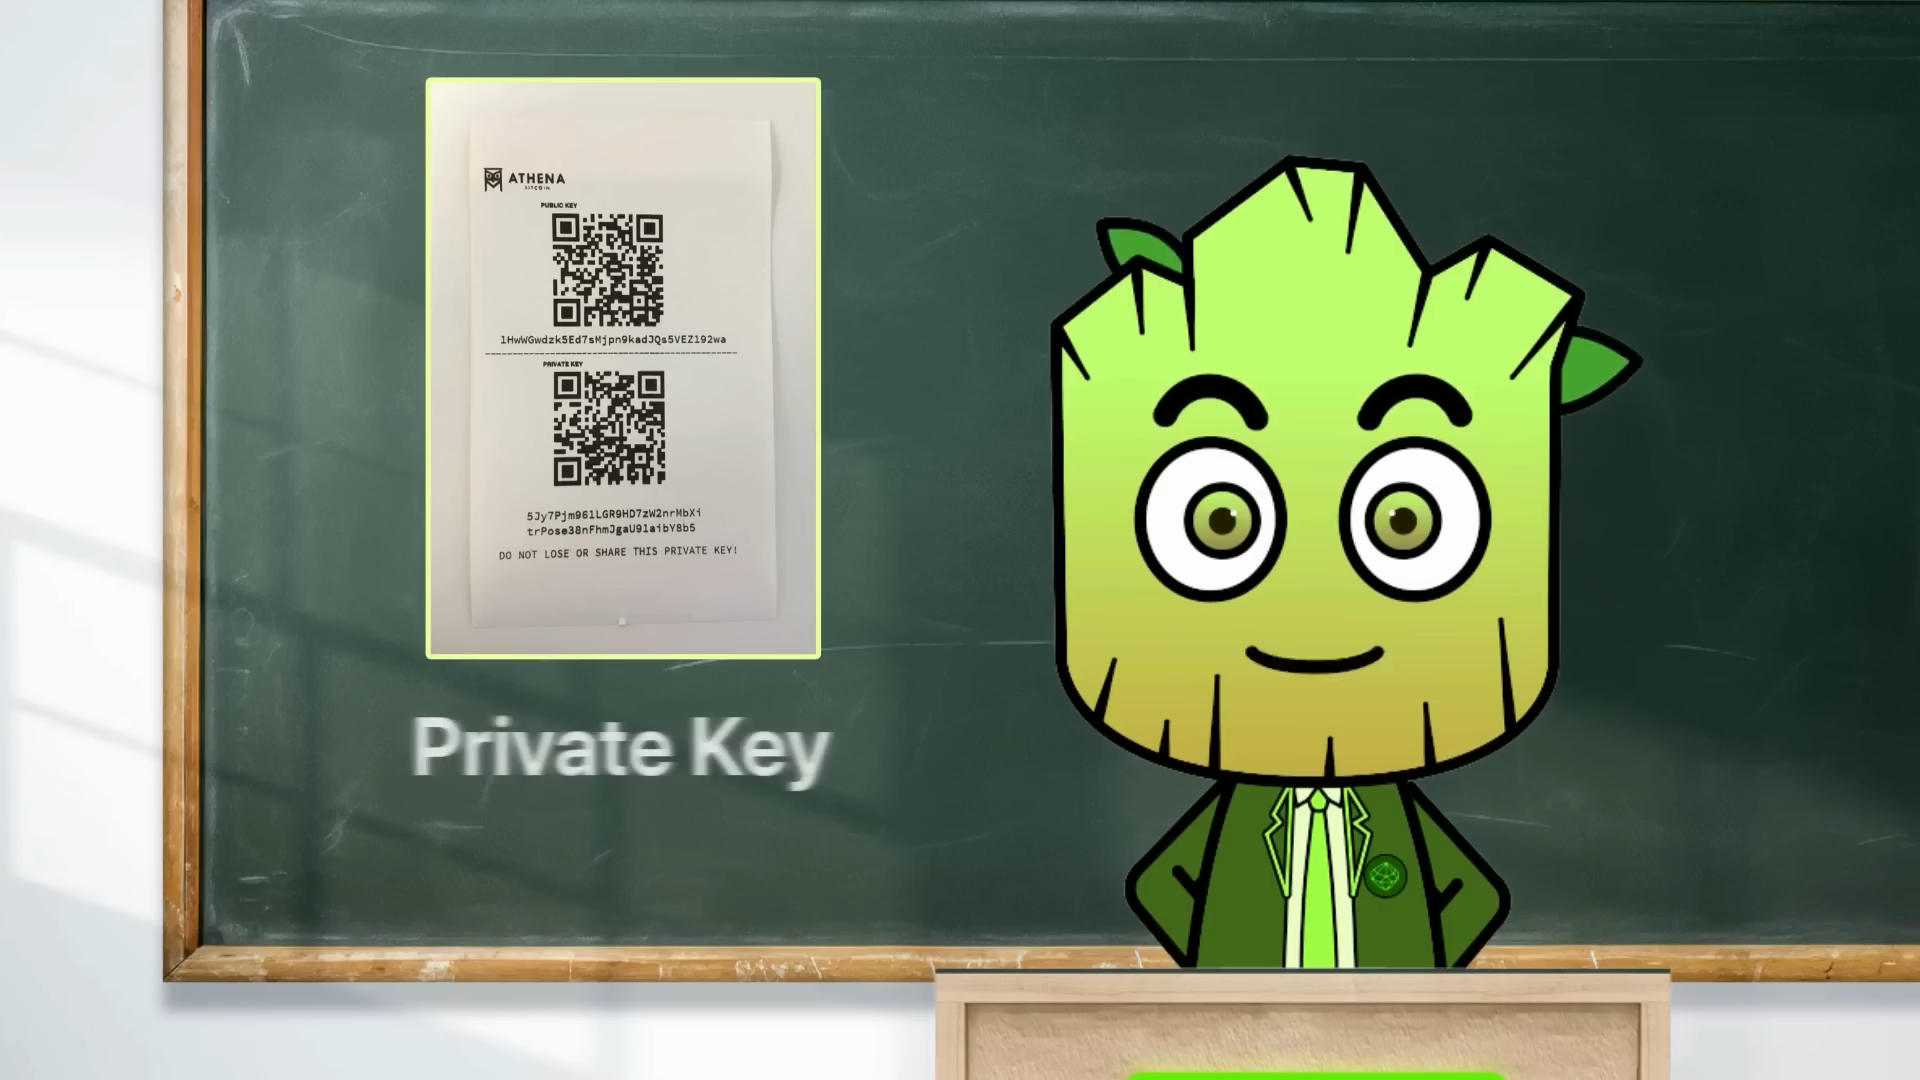 ATHENA
BITCOIN
PUBLIC KEY
1HwWGwdzk5Ed7sMjpn9kadJQs5VEZ192wa
PRIVATE KEY
5Jy7Pjm961LGR9HD7zW2nrMbXi
trPose38nFhmJgaU91aibY8b5
DO NOT LOSE OR SHARE THIS PRIVATE KEY!
Private Key